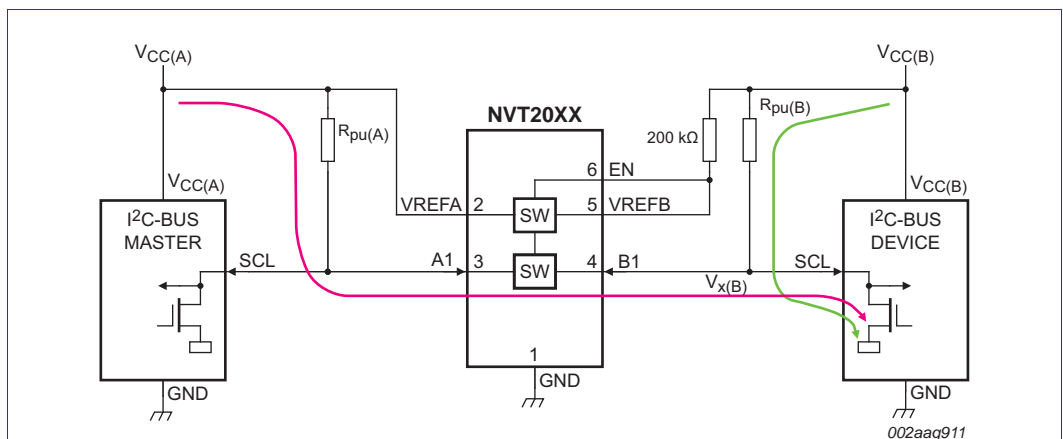 VCC(A)
VCC(B)
NVT20XX
Rpu(A)
200 kΩ
Rpu(B)
6 EN
VCC(A)
VREFA 2 SW 5 VREFB
VCC(B)
I²C-BUS
MASTER
I²C-BUS
DEVICE
SCL
A1 3 SW 4 B1
SCL
Vx(B)
1
GND
GND
GND
002aag911